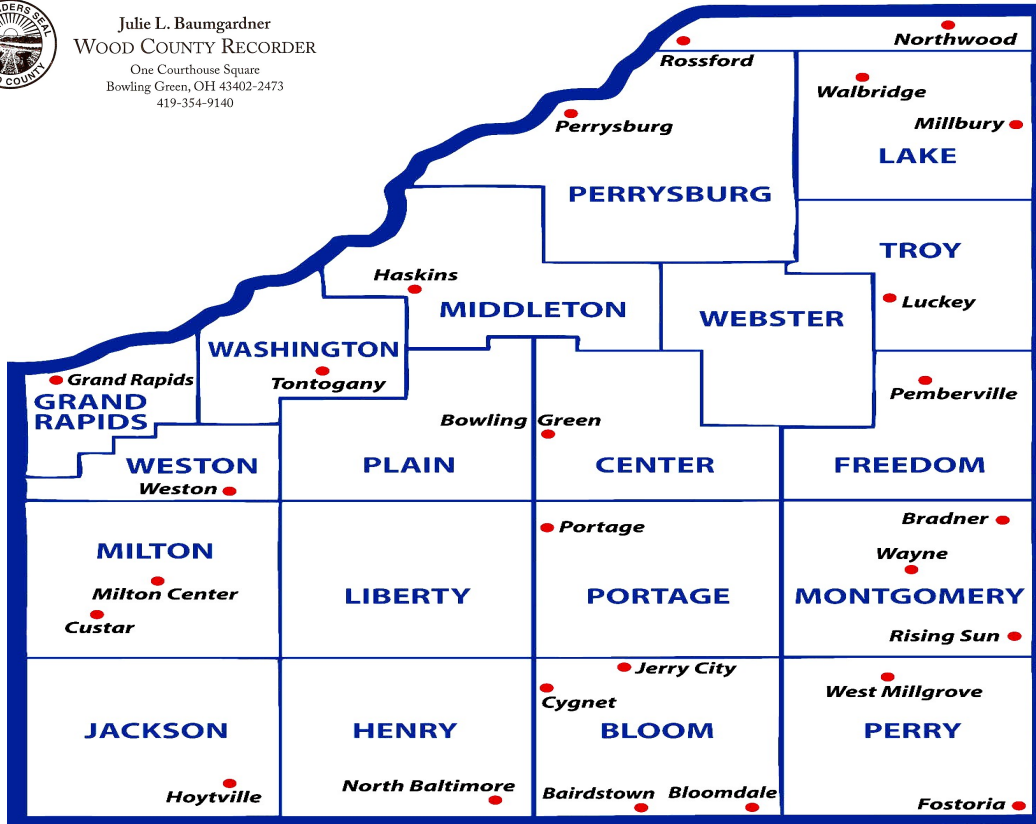 DERS SEAL
D COUNTY
Julie L. Baumgardner
WOOD COUNTY RECORDER
One Courthouse Square
Bowling Green, OH 43402-2473
419-354-9140
Northwood
Rossford
Walbridge
Perrysburg
Millbury
LAKE
PERRYSBURG
TROY
Haskins
Luckey
MIDDLETON
WEBSTER
WASHINGTON
Grand Rapids
Tontogany
Pemberville
GRAND
RAPIDS
Bowling Green
WESTON
PLAIN
CENTER
FREEDOM
Weston
Bradner
Portage
MILTON
Wayne
Milton Center
LIBERTY
PORTAGE
MONTGOMERY
Custar
Rising Sun
Jerry City
West Millgrove
Cygnet
JACKSON
HENRY
BLOOM
PERRY
North Baltimore
Hoytville
Bairdstown
Bloomdale
Fostoria